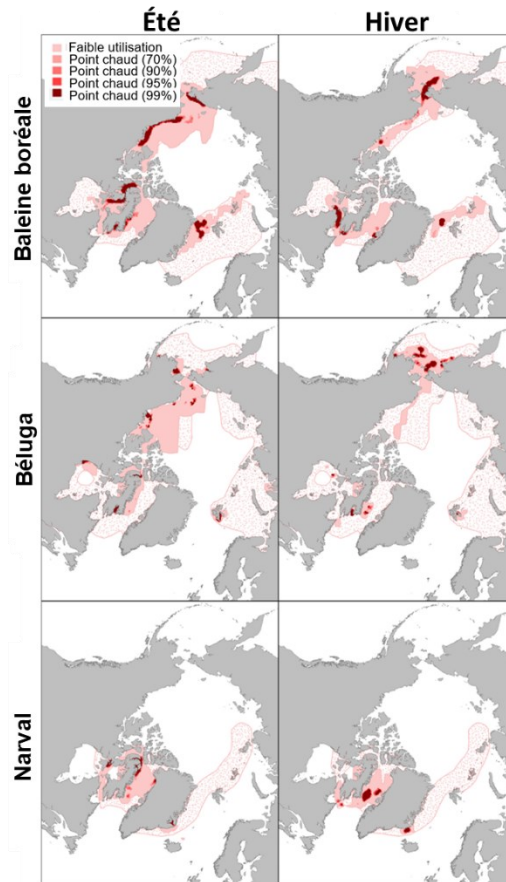 Été
Hiver
Faible utilisation
Point chaud (70%)
Point chaud (90%)
Point chaud (95%)
Point chaud (99%)
Baleine boréale
Béluga
Narval